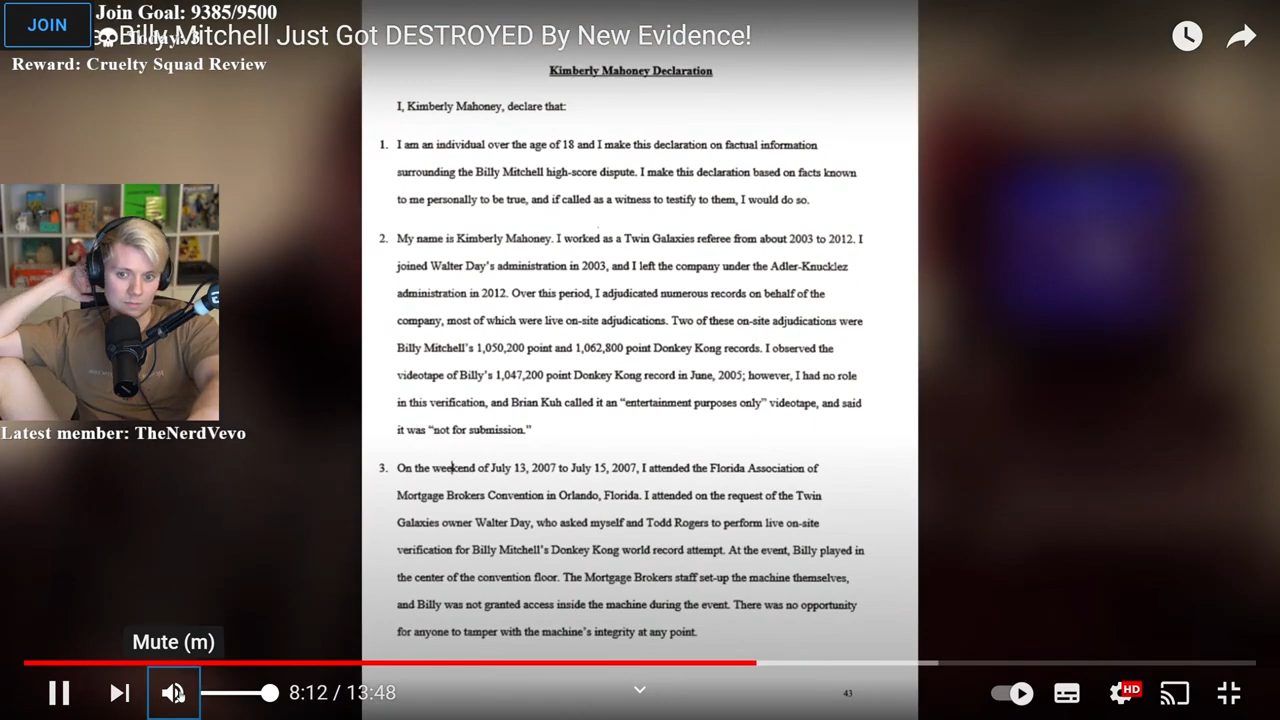 JOIN
Join Goal: 9385/9500
Billy Mitchell Just Got DESTROYED By New Evidence!
Reward: Cruelty Squad Review
Kimberly Mahoney Declaration
I, Kimberly Mahoney, declare that:
1. I am an individual over the age of 18 and I make this declaration on factual information
surrounding the Billy Mitchell high-score dispute. I make this declaration based on facts known
to me personally to be true, and if called as a witness to testify to them, I would do so.
2. My name is Kimberly Mahoney. I worked as a Twin Galaxies referee from about 2003 to 2012. I
joined Walter Day's administration in 2003, and I left the company under the Adler-Knucklez
administration in 2012. Over this period, I adjudicated numerous records on behalf of the
company, most of which were live on-site adjudications. Two of these on-site adjudications were
Billy Mitchell's 1,050,200 point and 1,062,800 point Donkey Kong records. I observed the
videotape of Billy's 1,047,200 point Donkey Kong record in June, 2005; however, I had no role
in this verification, and Brian Kuh called it an "entertainment purposes only" videotape, and said
it was "not for submission."
3. On the weekend of July 13, 2007 to July 15, 2007, I attended the Florida Association of
Mortgage Brokers Convention in Orlando, Florida. I attended on the request of the Twin
Galaxies owner Walter Day, who asked myself and Todd Rogers to perform live on-site
verification for Billy Mitchell's Donkey Kong world record attempt. At the event, Billy played in
the center of the convention floor. The Mortgage Brokers staff set-up the machine themselves,
and Billy was not granted access inside the machine during the event. There was no opportunity
for anyone to tamper with the machine's integrity at any point.
43
Latest member: TheNerdVevo
Mute (m)
8:12 / 13:48
HD